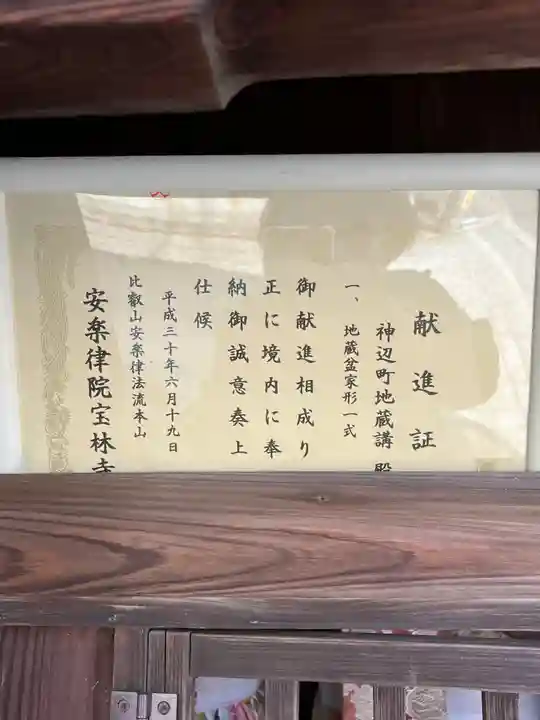 献進証
神辺町地蔵講殿
一、地蔵盆家形一式
御献進相成り
正に境内に奉
納御誠意奏上
仕候
平成三十年六月十九日
比叡山安楽律法流本山
安楽律院宝林寺